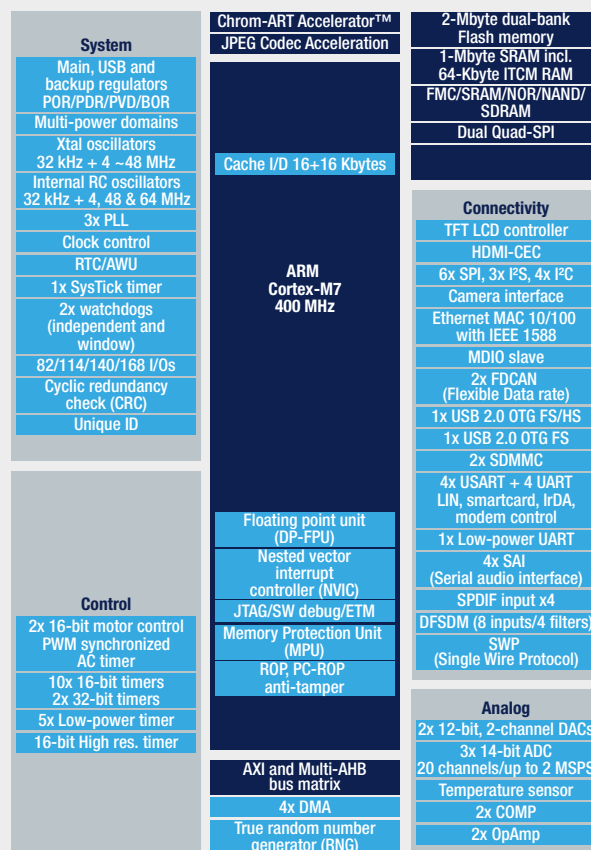 System
Main, USB and
backup regulators
POR/PDR/PVD/BOR
Multi-power domains
Xtal oscillators
32 kHz + 4 ~48 MHz
Internal RC oscillators
32 kHz + 4, 48 & 64 MHz
3x PLL
Clock control
RTC/AWU
1x SysTick timer
2x watchdogs
(independent and
window)
82/114/140/168 I/Os
Cyclic redundancy
check (CRC)
Unique ID
Control
2x 16-bit motor control
PWM synchronized
AC timer
10x 16-bit timers
2x 32-bit timers
5x Low-power timer
16-bit High res. timer
Chrom-ART Accelerator™
JPEG Codec Acceleration
Cache I/D 16+16 Kbytes
ARM
Cortex-M7
400 MHz
Floating point unit
(DP-FPU)
Nested vector
interrupt
controller (NVIC)
JTAG/SW debug/ETM
Memory Protection Unit
(MPU)
ROP, PC-ROP
anti-tamper
AXI and Multi-AHB
bus matrix
4x DMA
True random number
generator (RNG)
2-Mbyte dual-bank
Flash memory
1-Mbyte SRAM incl.
64-Kbyte ITCM RAM
FMC/SRAM/NOR/NAND/
SDRAM
Dual Quad-SPI
Connectivity
TFT LCD controller
HDMI-CEC
6x SPI, 3x I²S, 4x I²C
Camera interface
Ethernet MAC 10/100
with IEEE 1588
MDIO slave
2x FDCAN
(Flexible Data rate)
1x USB 2.0 OTG FS/HS
1x USB 2.0 OTG FS
2x SDMMC
4x USART + 4 UART
LIN, smartcard, IrDA,
modem control
1x Low-power UART
4x SAI
(Serial audio interface)
SPDIF input x4
DFSDM (8 inputs/4 filters)
SWP
(Single Wire Protocol)
Analog
2x 12-bit, 2-channel DACs
3x 14-bit ADC
20 channels/up to 2 MSPS
Temperature sensor
2x COMP
2x OpAmp